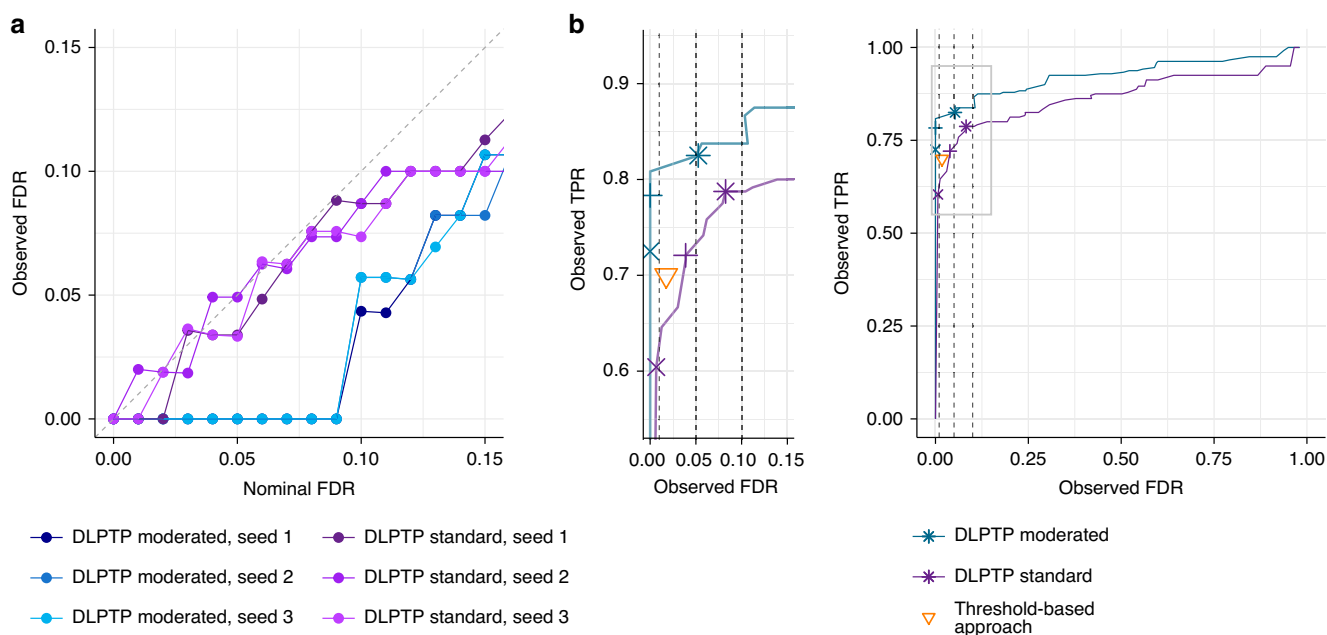 a
0.15
0.10
0.05
0.00
Observed FDR
0.00 0.05 0.10 0.15
Nominal FDR
b
0.9
0.8
0.7
0.6
Observed TPR
0.00 0.05 0.10 0.15
Observed FDR
1.00
0.75
0.50
0.25
0.00
Observed TPR
0.00 0.25 0.50 0.75 1.00
Observed FDR
DLPTP moderated, seed 1
DLPTP moderated, seed 2
DLPTP moderated, seed 3
DLPTP standard, seed 1
DLPTP standard, seed 2
DLPTP standard, seed 3
DLPTP moderated
DLPTP standard
Threshold-based
approach